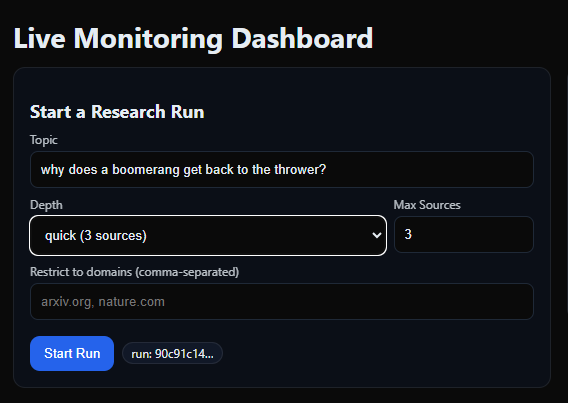 Live Monitoring Dashboard
Start a Research Run
Topic
why does a boomerang get back to the thrower?
Depth Max Sources
quick (3 sources) 3
Restrict to domains (comma-separated)
arxiv.org, nature.com
Start Run run: 90c91c14...